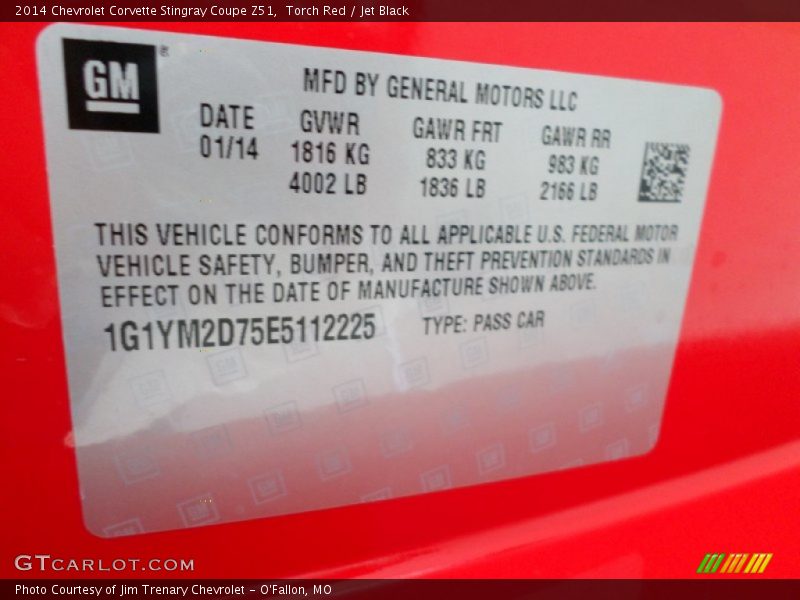 2014 Chevrolet Corvette Stingray Coupe Z51, Torch Red / Jet Black
GM
MFD BY GENERAL MOTORS LLC
DATE GVWR GAWR FRT GAWR RR
01/14 1816 KG 833 KG 983 KG
4002 LB 1836 LB 2166 LB
THIS VEHICLE CONFORMS TO ALL APPLICABLE U.S. FEDERAL MOTOR
VEHICLE SAFETY, BUMPER, AND THEFT PREVENTION STANDARDS IN
EFFECT ON THE DATE OF MANUFACTURE SHOWN ABOVE.
1G1YM2D75E5112225 TYPE: PASS CAR
GTCARLOT.COM
Photo Courtesy of Jim Trenary Chevrolet - O'Fallon, MO